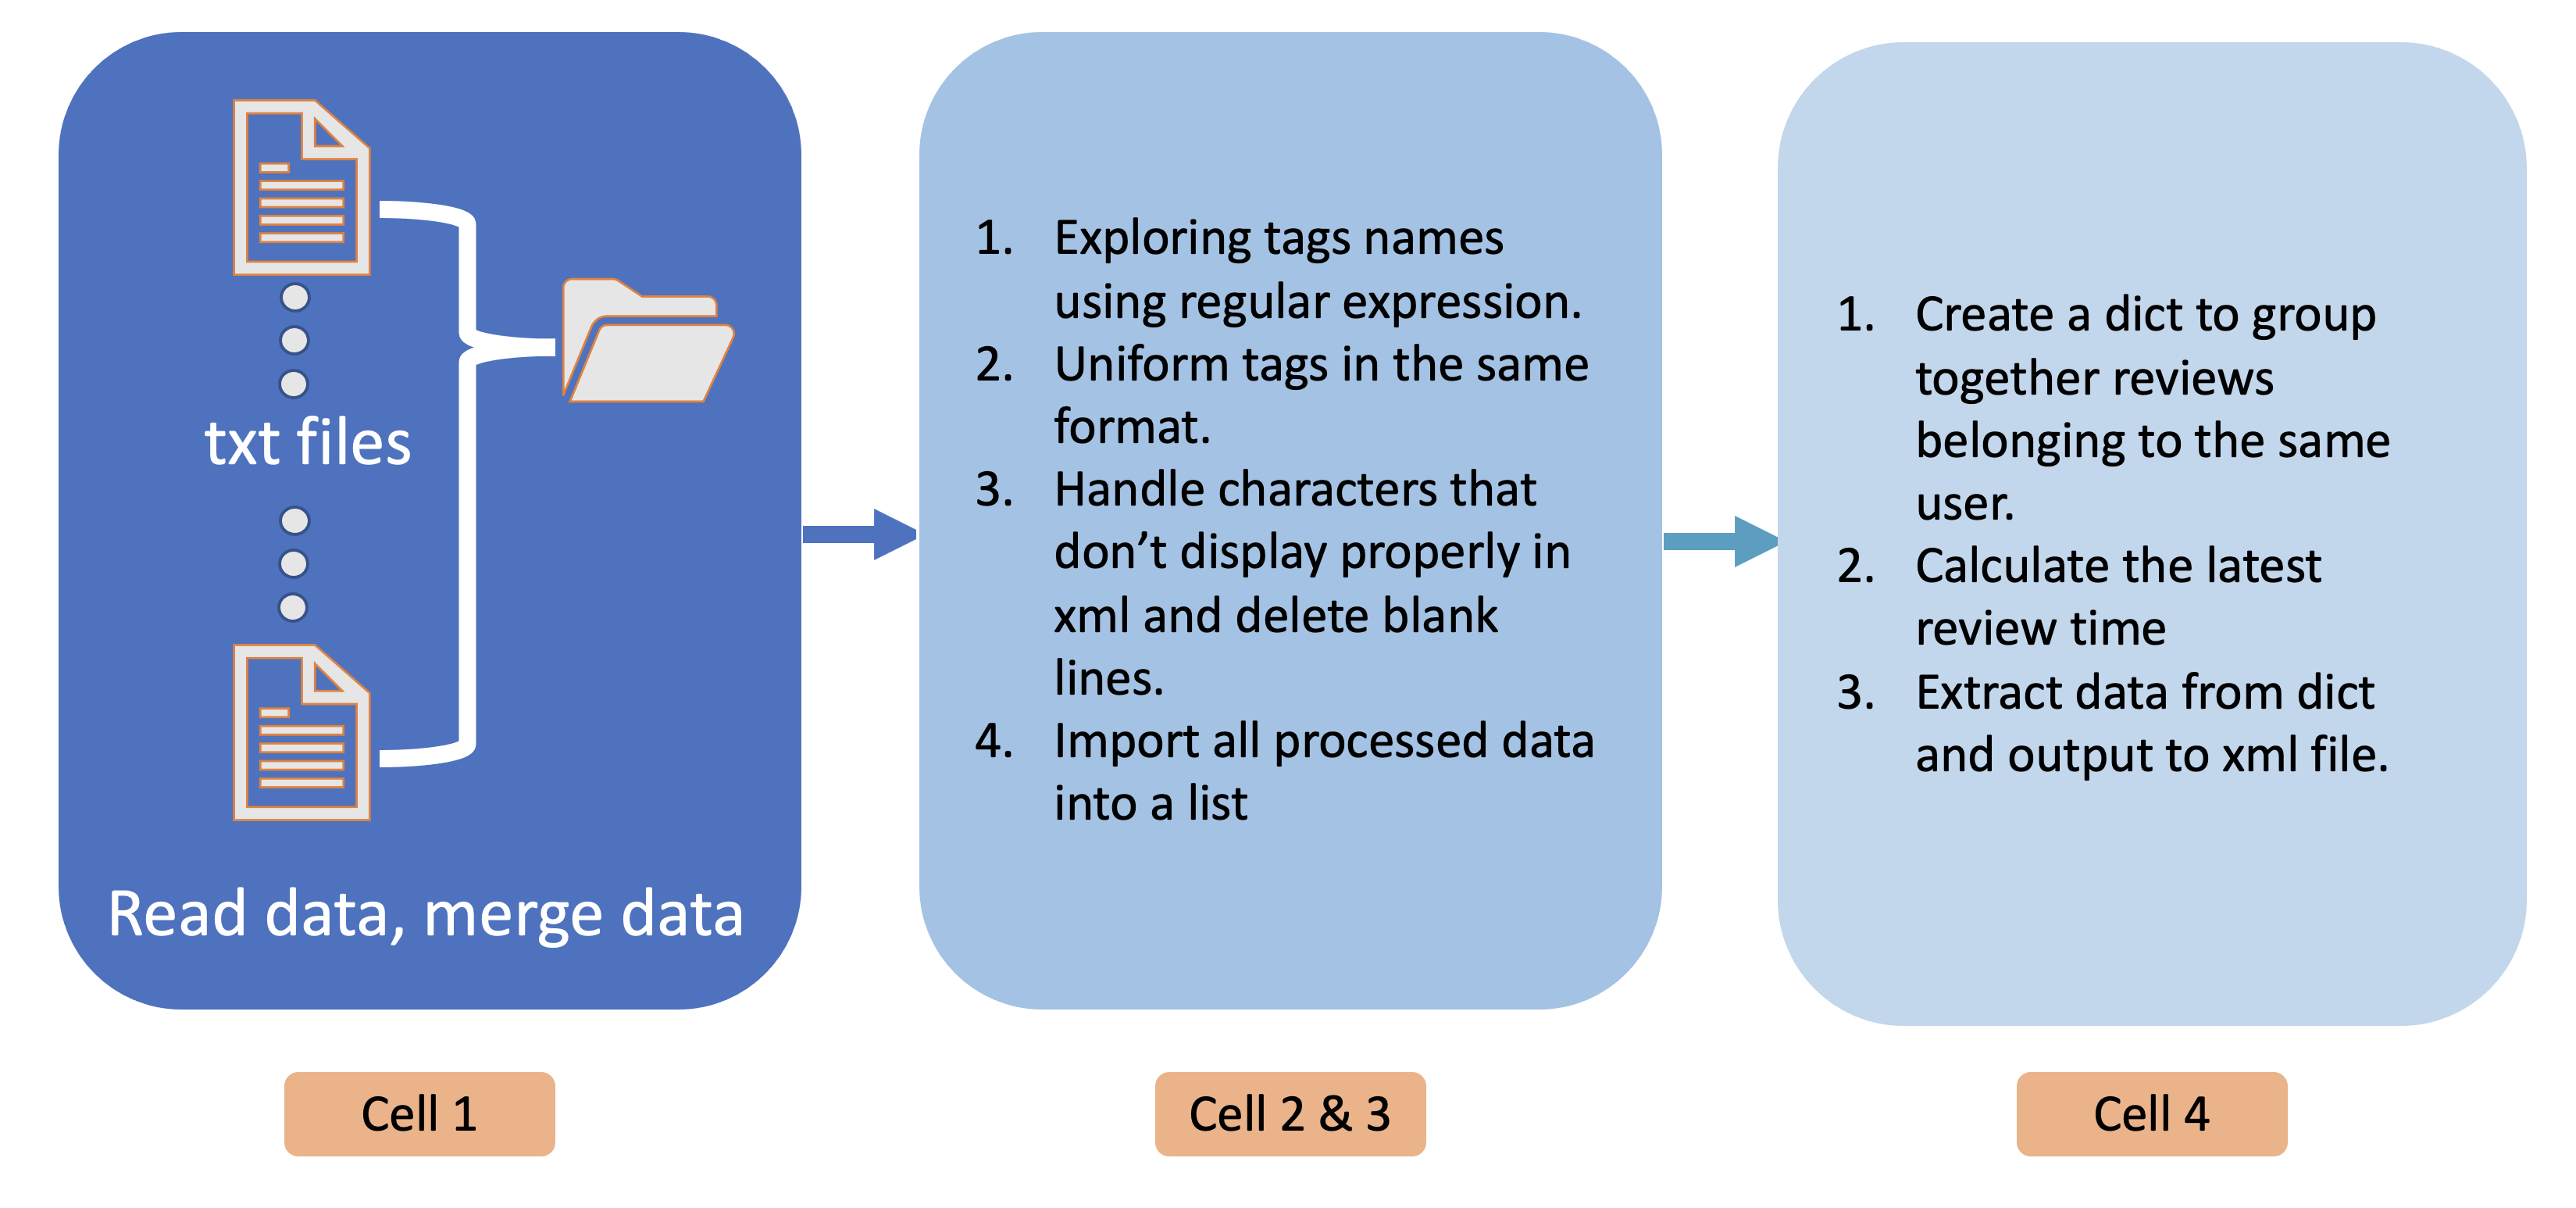 txt files
Read data, merge data
1. Exploring tags names
using regular expression.
2. Uniform tags in the same
format.
3. Handle characters that
don’t display properly in
xml and delete blank
lines.
4. Import all processed data
into a list
1. Create a dict to group
together reviews
belonging to the same
user.
2. Calculate the latest
review time
3. Extract data from dict
and output to xml file.
Cell 1
Cell 2 & 3
Cell 4